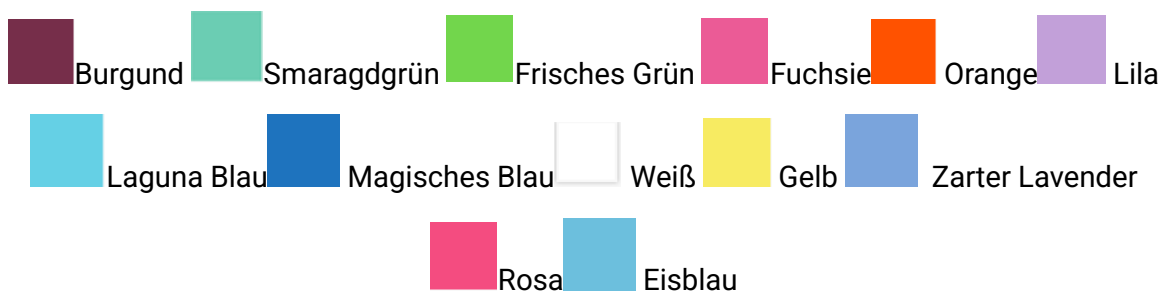 Burgund Smaragdgrün Frisches Grün Fuchsie Orange Lila
Laguna Blau Magisches Blau Weiß Gelb Zarter Lavender
Rosa Eisblau